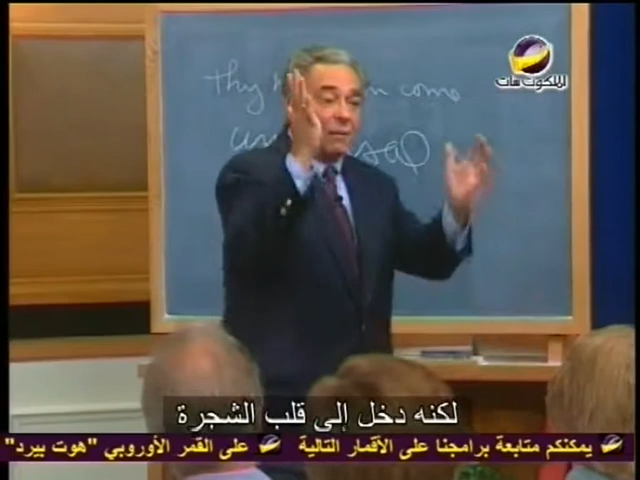 الملكوت سات
thy
como
لكنه دخل إلى قلب الشجرة
يمكنكم متابعة برامجنا على الأقمار التالية على القمر الأوروبي "هوت بيرد"